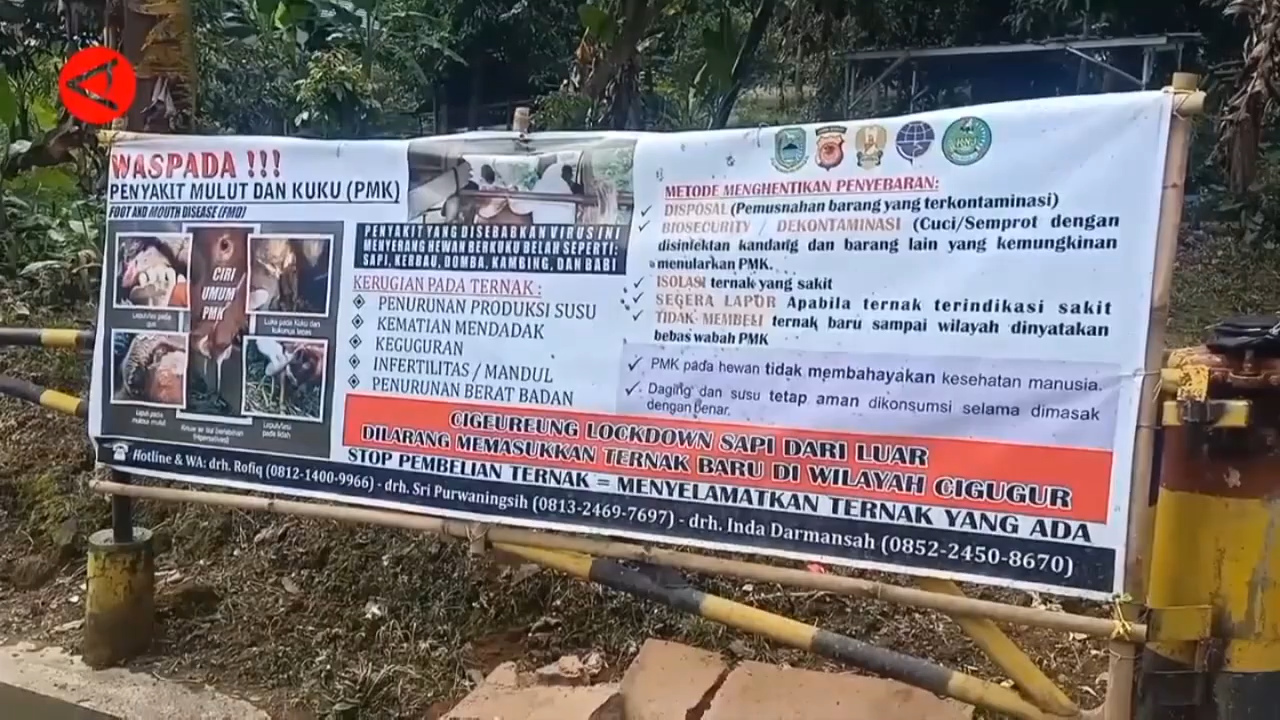 WASPADA !!!
PENYAKIT MULUT DAN KUKU (PMK)
FOOT AND MOUTH DISEASE (FMD)
CIRI
UMUM
PMK
Luka pada Kuku dan
kukunya lepas
PENYAKIT YANG DISEBABKAN VIRUS INI
MENYERANG HEWAN BERKUKU BELAH SEPERTI:
SAPI, KERBAU, DOMBA, KAMBING, DAN BABI
KERUGIAN PADA TERNAK :
PENURUNAN PRODUKSI SUSU
KEMATIAN MENDADAK
KEGUGURAN
INFERTILITAS / MANDUL
PENURUNAN BERAT BADAN
METODE MENGHENTIKAN PENYEBARAN:
DISPOSAL (Pemusnahan barang yang terkontaminasi)
BIOSECURITY / DEKONTAMINASI (Cuci/Semprot dengan
disinfektan kandang dan barang lain yang kemungkinan
menularkan PMK.
ISOLASI ternak yang sakit
SEGERA LAPOR Apabila ternak terindikasi sakit
TIDAK MEMBELI ternak baru sampai wilayah dinyatakan
bebas wabah PMK
PMK pada hewan tidak membahayakan kesehatan manusia.
Daging dan susu tetap aman dikonsumsi selama dimasak
dengan benar.
CIGEUREUNG LOCKDOWN SAPI DARI LUAR
DILARANG MEMASUKKAN TERNAK BARU DI WILAYAH CIGUGUR
STOP PEMBELIAN TERNAK = MENYELAMATKAN TERNAK YANG ADA
Hotline & WA: drh. Rofiq (0812-1400-9966) - drh. Sri Purwaningsih (0813-2469-7697) - drh. Inda Darmansah (0852-2450-8670)